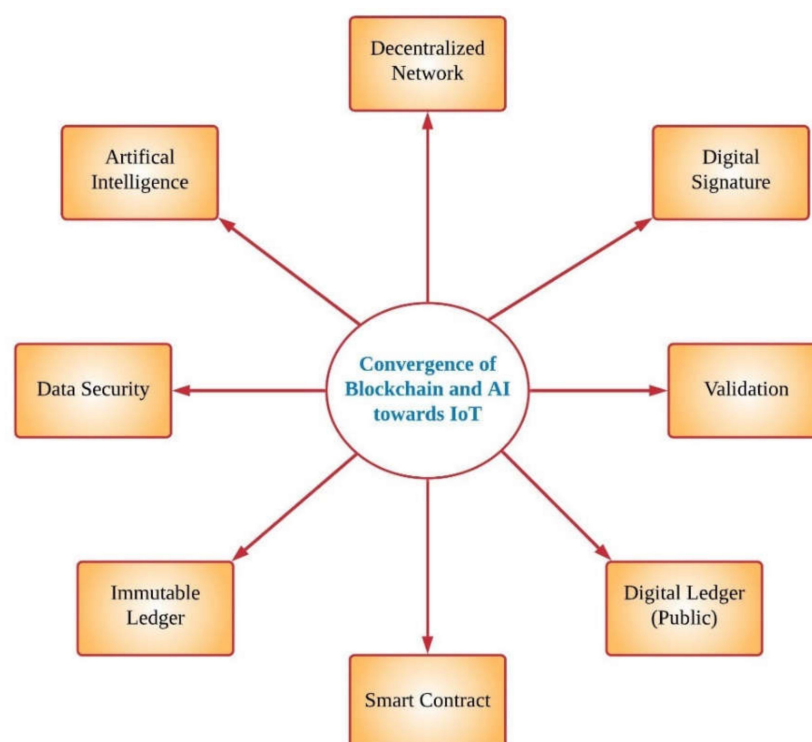 Decentralized
Network
Artifical
Intelligence
Digital
Signature
Convergence of
Blockchain and AI
towards IoT
Data Security
Validation
Immutable
Ledger
Digital Ledger
(Public)
Smart Contract